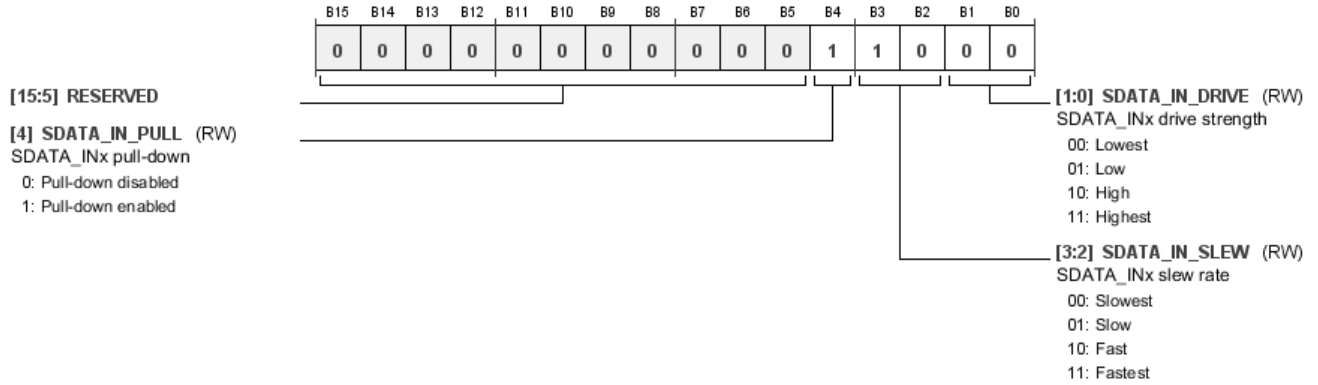 B15 B14 B13 B12 B11 B10 B9 B8 B7 B6 B5 B4 B3 B2 B1 B0
0 0 0 0 0 0 0 0 0 0 0 1 1 0 0 0
[15:5] RESERVED
[4] SDATA_IN_PULL (RW)
SDATA_INx pull-down
0: Pull-down disabled
1: Pull-down enabled
[1:0] SDATA_IN_DRIVE (RW)
SDATA_INx drive strength
00: Lowest
01: Low
10: High
11: Highest
[3:2] SDATA_IN_SLEW (RW)
SDATA_INx slew rate
00: Slowest
01: Slow
10: Fast
11: Fastest